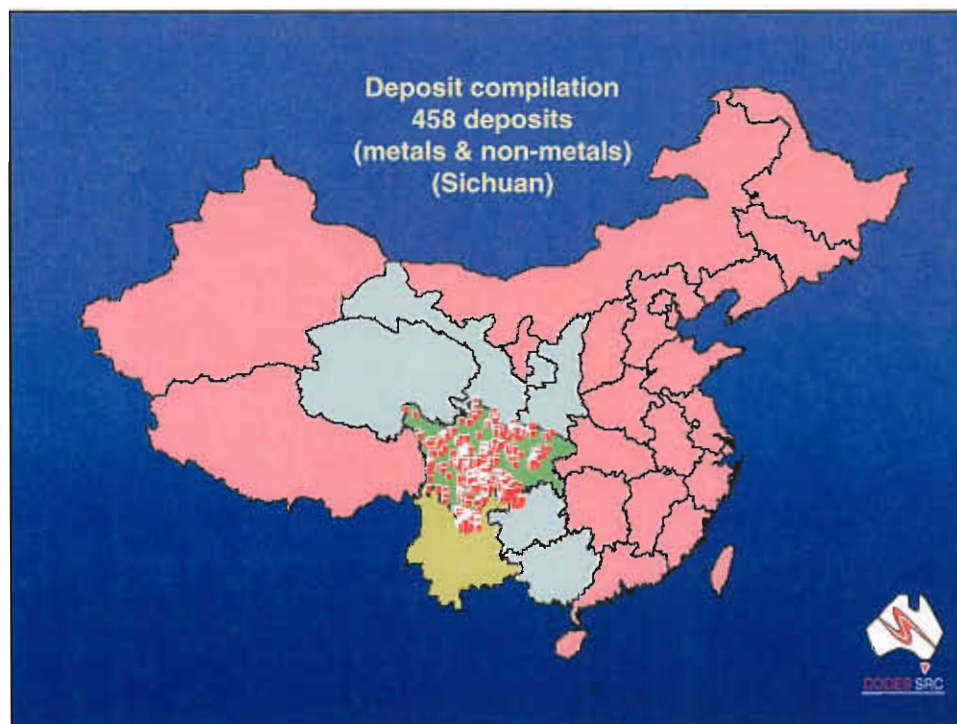 Deposit compilation
458 deposits
(metals & non-metals)
(Sichuan)
CODES SRC